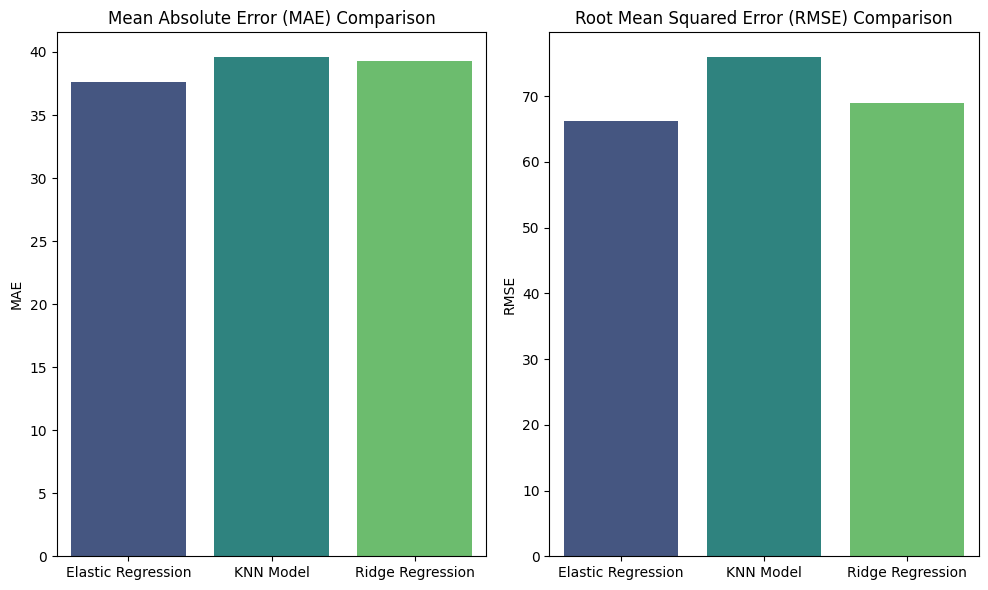 Mean Absolute Error (MAE) Comparison
MAE
40
35
30
25
20
15
10
5
0
Elastic Regression
KNN Model
Ridge Regression
Root Mean Squared Error (RMSE) Comparison
RMSE
70
60
50
40
30
20
10
0
Elastic Regression
KNN Model
Ridge Regression